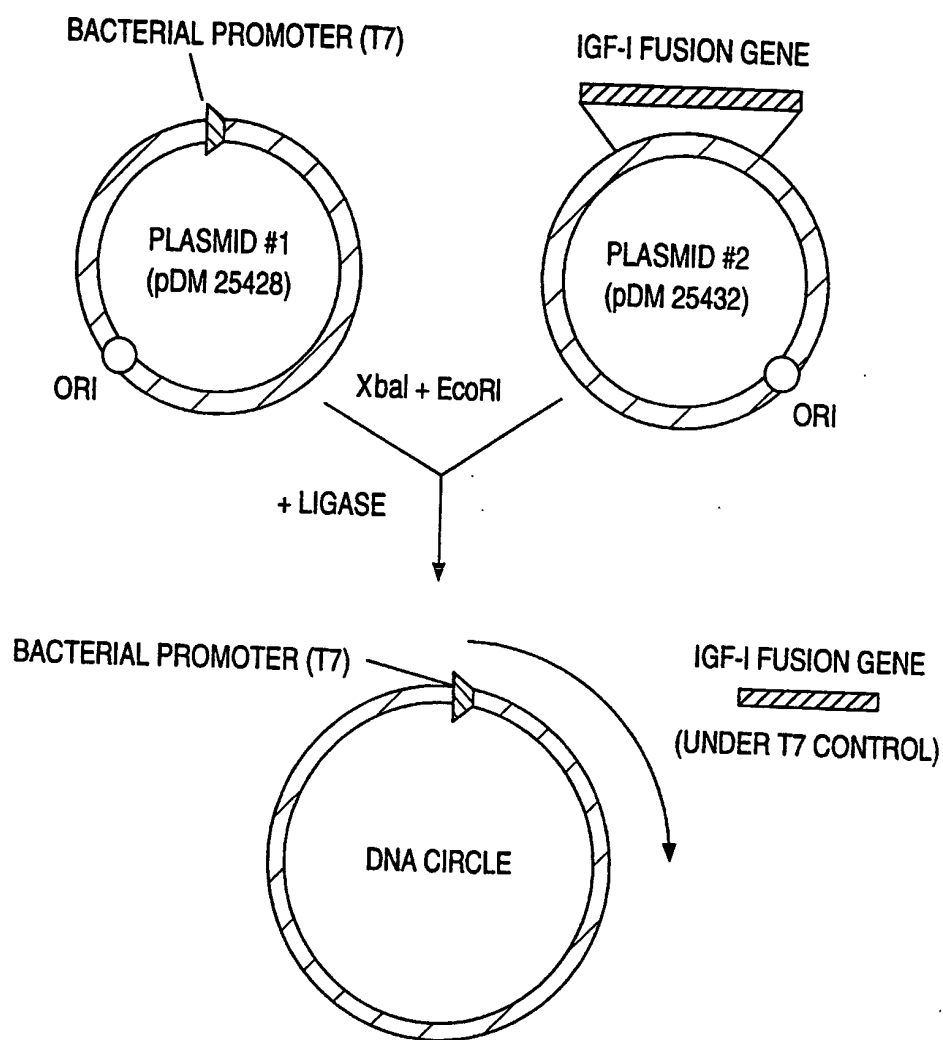 BACTERIAL PROMOTER (T7)
IGF-I FUSION GENE
PLASMID #1
(pDM 25428)
PLASMID #2
(pDM 25432)
ORI
XbaI + EcoRI
ORI
+ LIGASE
BACTERIAL PROMOTER (T7)
IGF-I FUSION GENE
(UNDER T7 CONTROL)
DNA CIRCLE